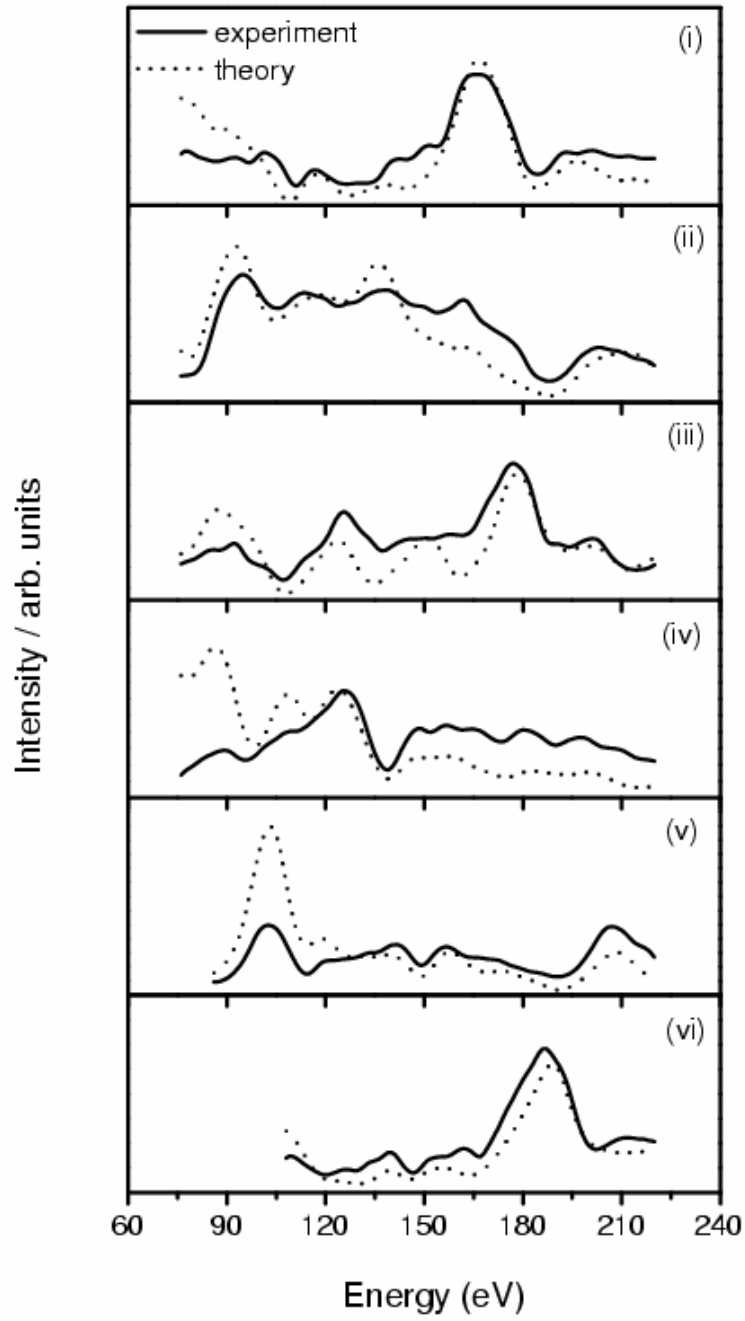 experiment
theory
(i)
(ii)
(iii)
(iv)
(v)
(vi)
Intensity / arb. units
60 90 120 150 180 210 240
Energy (eV)